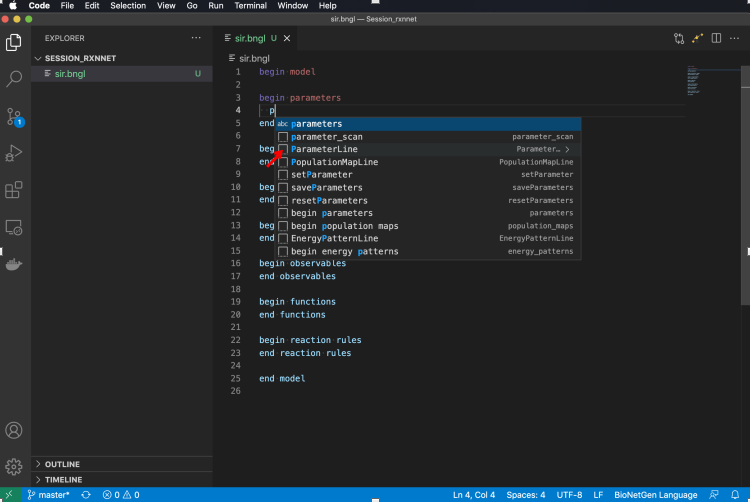 Code File Edit Selection View Go Run Terminal Window Help
sir.bngl — Session_rxnnet
EXPLORER
SESSION_RXNNET
sir.bngl U
OUTLINE
TIMELINE
sir.bngl U
sir.bngl
1 begin model
2
3 begin parameters
4 p
5 end
6
7 beg
8 end
9
10 beg
11 end
12
13 beg
14 end
15
16 begin observables
17 end observables
18
19 begin functions
20 end functions
21
22 begin reaction rules
23 end reaction rules
24
25 end model
26
abc parameters
parameter_scan parameter_scan
ParameterLine Parameter…
PopulationMapLine PopulationMapLine
setParameter setParameter
saveParameters saveParameters
resetParameters resetParameters
begin parameters parameters
begin population maps population_maps
EnergyPatternLine EnergyPatternLine
begin energy patterns energy_patterns
1
master* 0 0 Ln 4, Col 4 Spaces: 4 UTF-8 LF BioNetGen Language